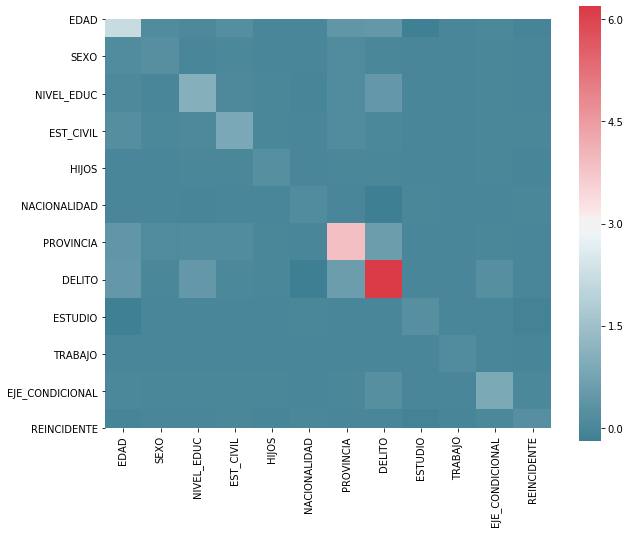 EDAD
SEXO
NIVEL_EDUC
EST_CIVIL
HIJOS
NACIONALIDAD
PROVINCIA
DELITO
ESTUDIO
TRABAJO
EJE_CONDICIONAL
REINCIDENTE
EDAD
SEXO
NIVEL_EDUC
EST_CIVIL
HIJOS
NACIONALIDAD
PROVINCIA
DELITO
ESTUDIO
TRABAJO
EJE_CONDICIONAL
REINCIDENTE
6.0
4.5
3.0
1.5
0.0